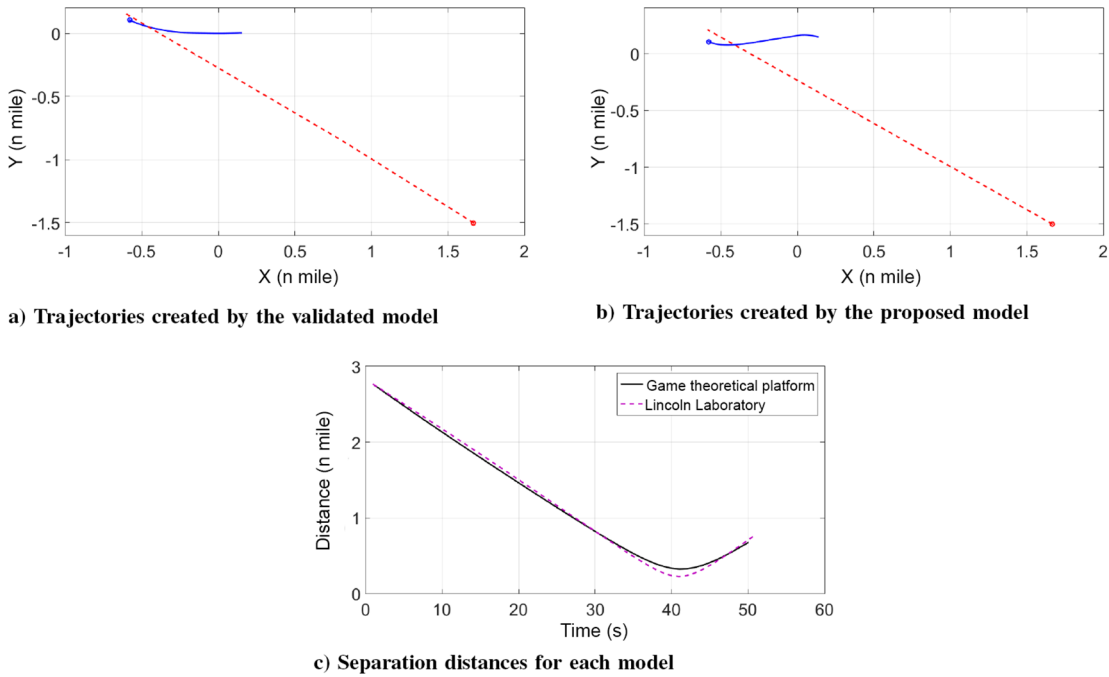 0
-0.5
-1
-1.5
Y (n mile)
-1 -0.5 0 0.5 1 1.5 2
X (n mile)
a) Trajectories created by the validated model
0
-0.5
-1
-1.5
Y (n mile)
-1 -0.5 0 0.5 1 1.5 2
X (n mile)
b) Trajectories created by the proposed model
3
2
1
0
Distance (n mile)
Game theoretical platform
Lincoln Laboratory
0 10 20 30 40 50 60
Time (s)
c) Separation distances for each model